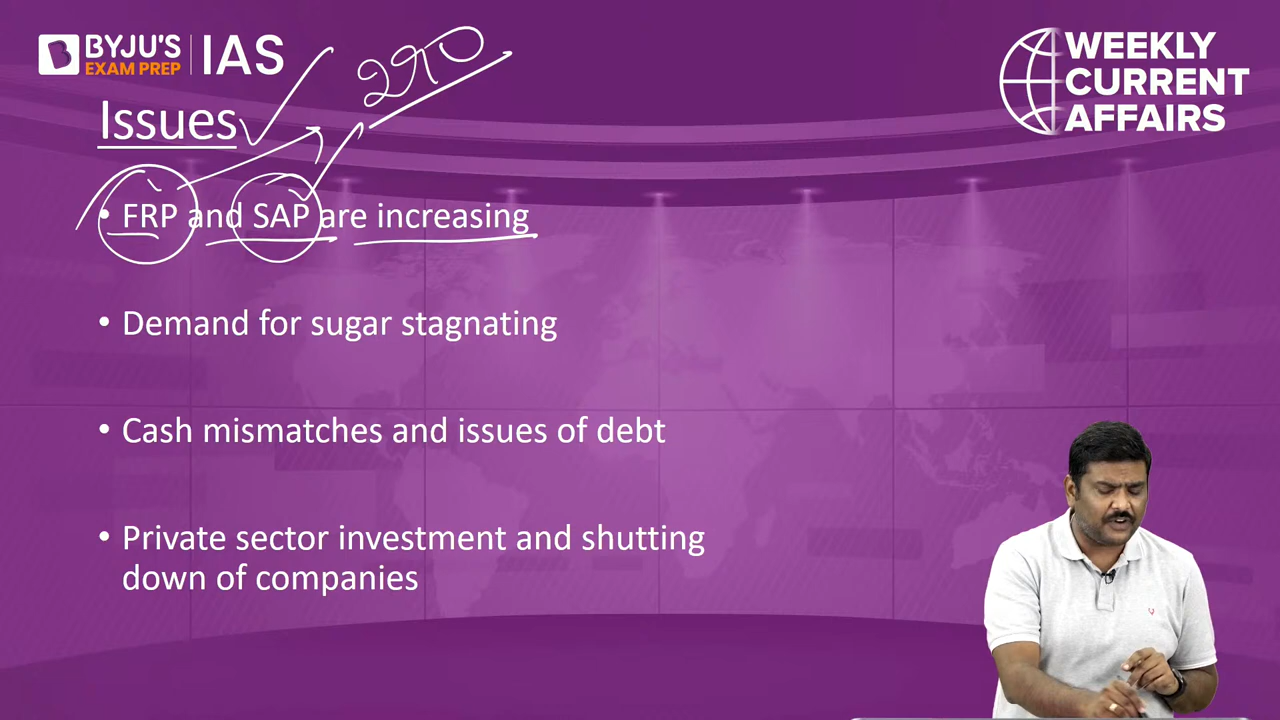 BYJU'S
EXAM PREP
IAS
WEEKLY
CURRENT
AFFAIRS
290
Issues
• FRP and SAP are increasing
• Demand for sugar stagnating
• Cash mismatches and issues of debt
• Private sector investment and shutting
down of companies